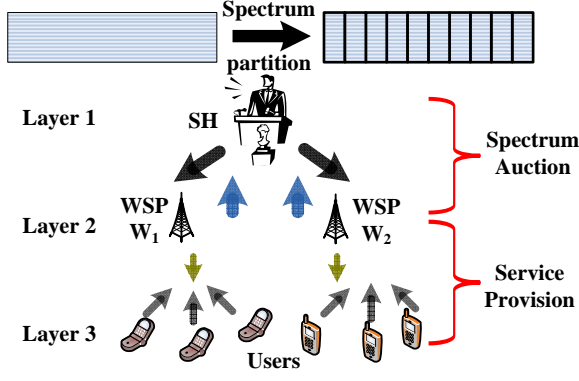 Spectrum
partition
Layer 1
SH
Spectrum
Auction
Layer 2
WSP
W1
WSP
W2
Service
Provision
Layer 3
Users